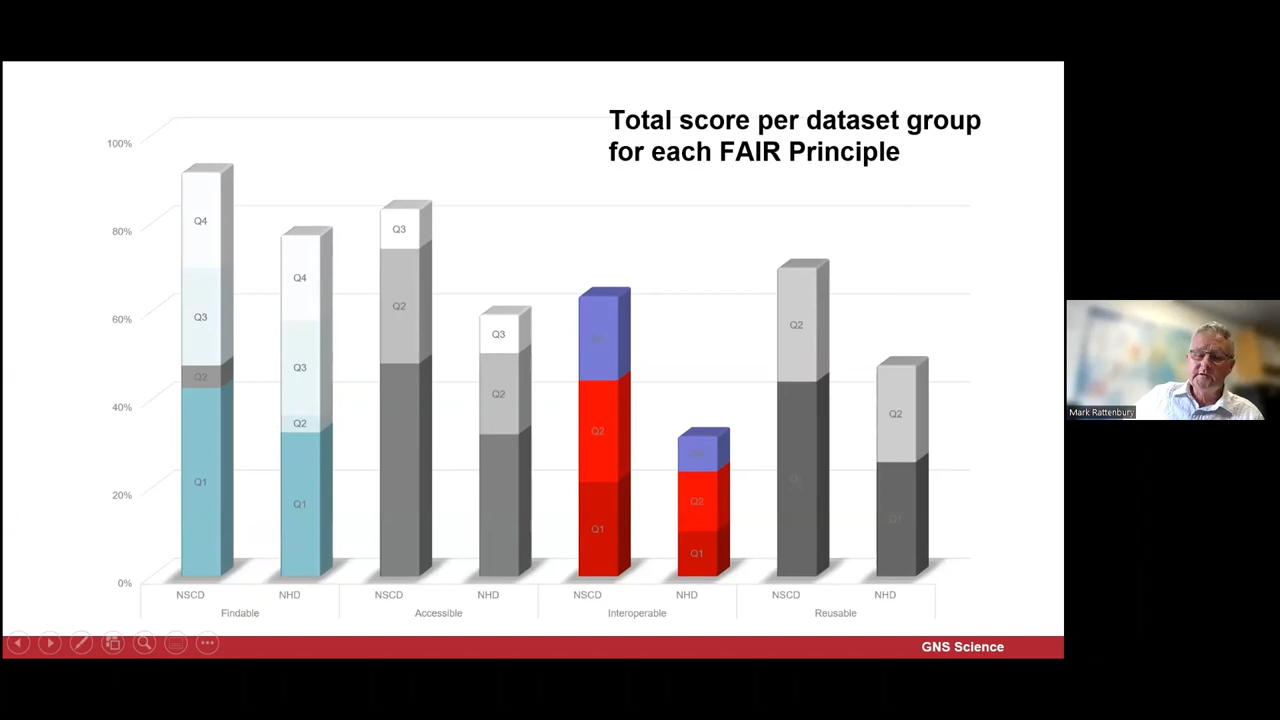 Total score per dataset group
for each FAIR Principle
100%
80%
60%
40%
20%
0%
Q4
Q3
Q2
Q1
Q4
Q3
Q2
Q1
Q3
Q2
Q3
Q2
Q2
Q1
Q2
Q1
Q2
Q1
Q2
Q1
NSCD NHD NSCD NHD NSCD NHD NSCD NHD
Findable Accessible Interoperable Reusable
GNS Science
Mark Rattenbury